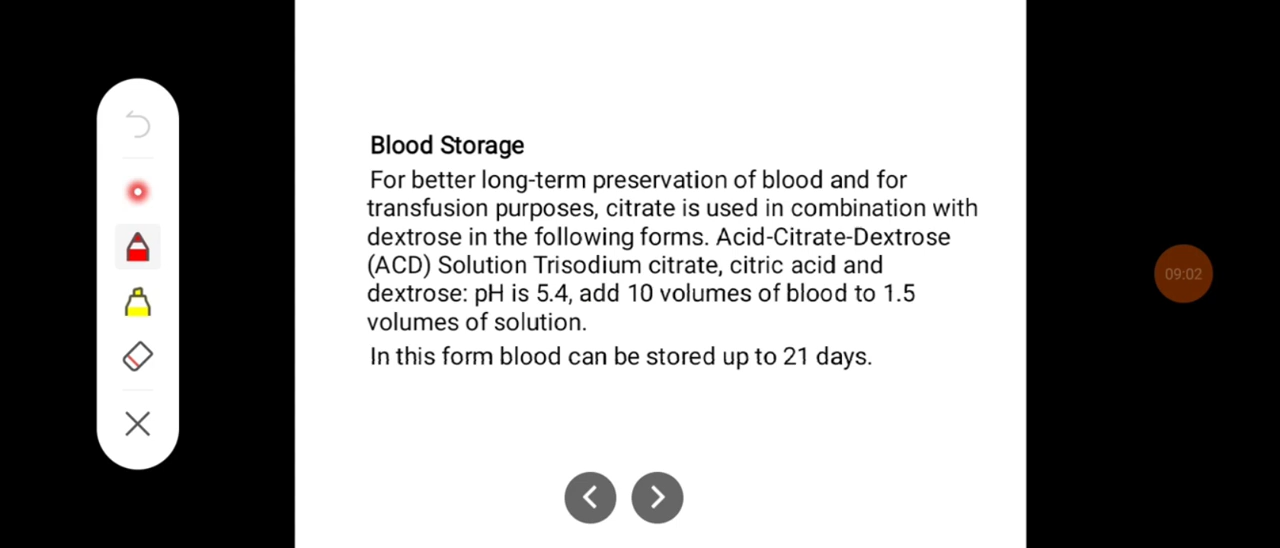 Blood Storage
For better long-term preservation of blood and for
transfusion purposes, citrate is used in combination with
dextrose in the following forms. Acid-Citrate-Dextrose
(ACD) Solution Trisodium citrate, citric acid and
dextrose: pH is 5.4, add 10 volumes of blood to 1.5
volumes of solution.
In this form blood can be stored up to 21 days.
09:02